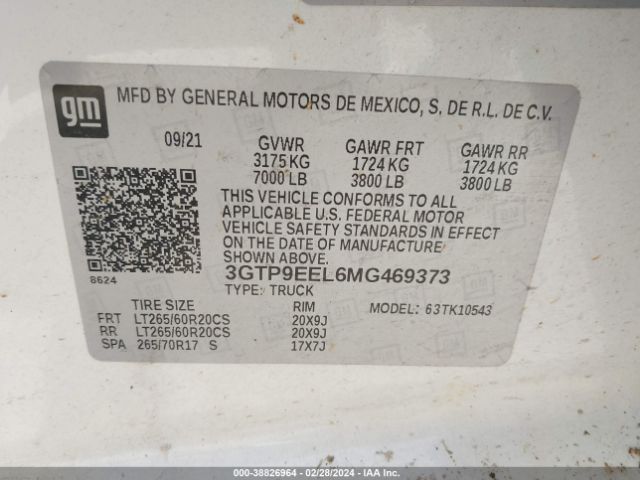 gm MFD BY GENERAL MOTORS DE MEXICO, S. DE R.L. DE C.V.
09/21 GVWR GAWR FRT GAWR RR
3175 KG 1724 KG 1724 KG
7000 LB 3800 LB 3800 LB
THIS VEHICLE CONFORMS TO ALL
APPLICABLE U.S. FEDERAL MOTOR
VEHICLE SAFETY STANDARDS IN EFFECT
ON THE DATE OF MANUFACTURE
SHOWN ABOVE.
8624 3GTP9EEL6MG469373
TYPE: TRUCK
TIRE SIZE RIM MODEL: 63TK10543
FRT LT265/60R20CS 20X9J
RR LT265/60R20CS 20X9J
SPA 265/70R17 S 17X7J
000-38826964 - 02/28/2024 - IAA Inc.